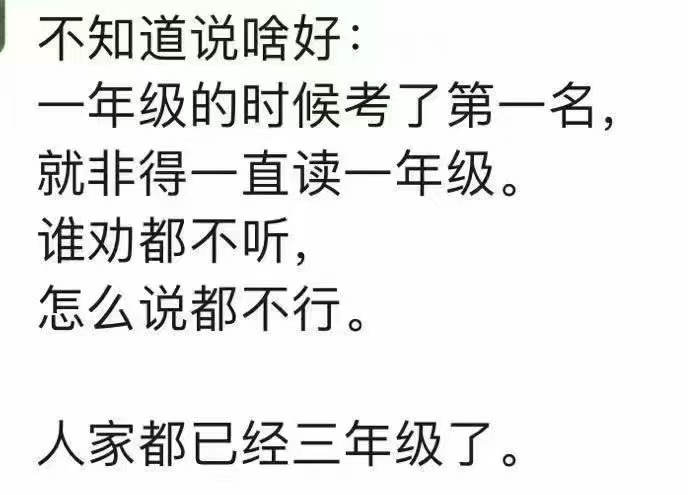 不知道说啥好：
一年级的时候考了第一名，
就非得一直读一年级。
谁劝都不听，
怎么说都不行。
人家都已经三年级了。